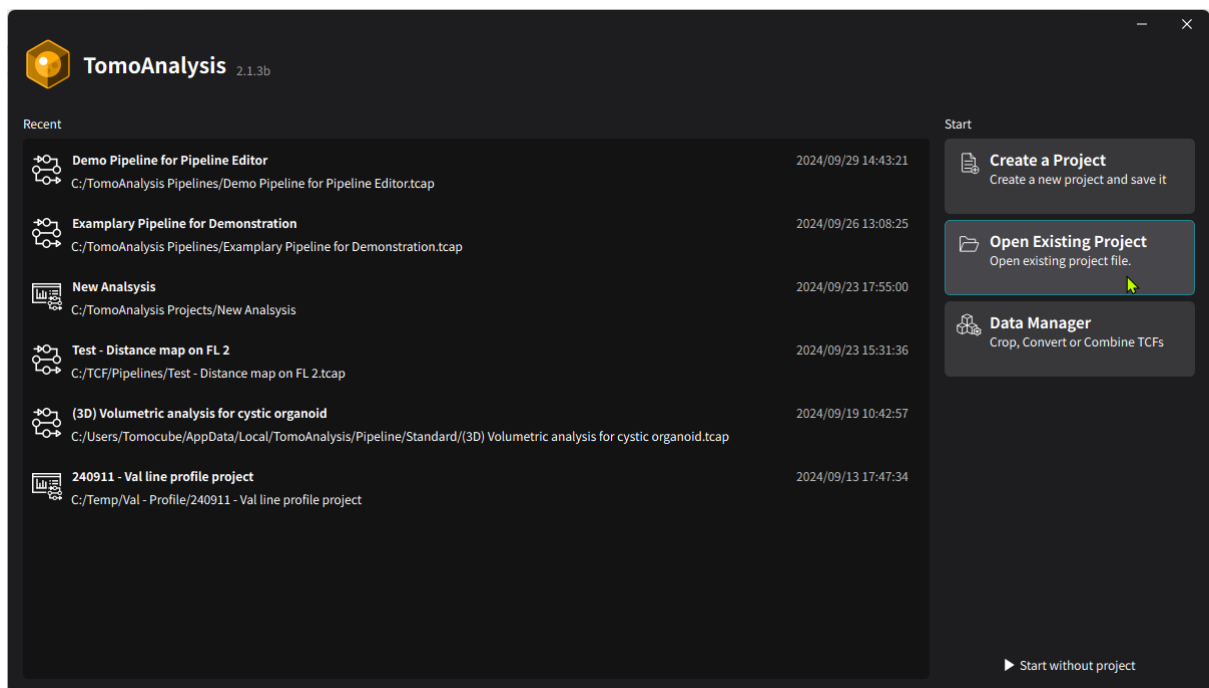 TomoAnalysis 2.1.3b
Recent
Demo Pipeline for Pipeline Editor 2024/09/29 14:43:21
C:/TomoAnalysis Pipelines/Demo Pipeline for Pipeline Editor.tcap
Examplary Pipeline for Demonstration 2024/09/26 13:08:25
C:/TomoAnalysis Pipelines/Examplary Pipeline for Demonstration.tcap
New Analsysis 2024/09/23 17:55:00
C:/TomoAnalysis Projects/New Analsysis
Test - Distance map on FL 2 2024/09/23 15:31:36
C:/TCF/Pipelines/Test - Distance map on FL 2.tcap
(3D) Volumetric analysis for cystic organoid 2024/09/19 10:42:57
C:/Users/Tomocube/AppData/Local/TomoAnalysis/Pipeline/Standard/(3D) Volumetric analysis for cystic organoid.tcap
240911 - Val line profile project 2024/09/13 17:47:34
C:/Temp/Val - Profile/240911 - Val line profile project
Start
Create a Project
Create a new project and save it
Open Existing Project
Open existing project file.
Data Manager
Crop, Convert or Combine TCFs
Start without project